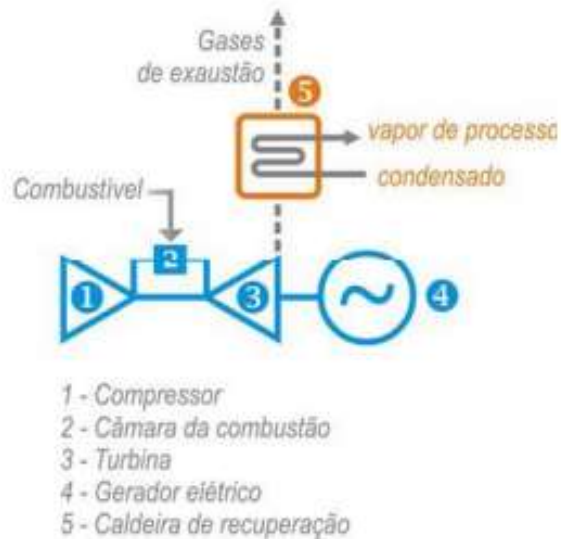 Gases
de exaustão
5
vapor de processo
condensado
Combustível
2
1
3
4
1 - Compressor
2 - Câmara da combustão
3 - Turbina
4 - Gerador elétrico
5 - Caldeira de recuperação